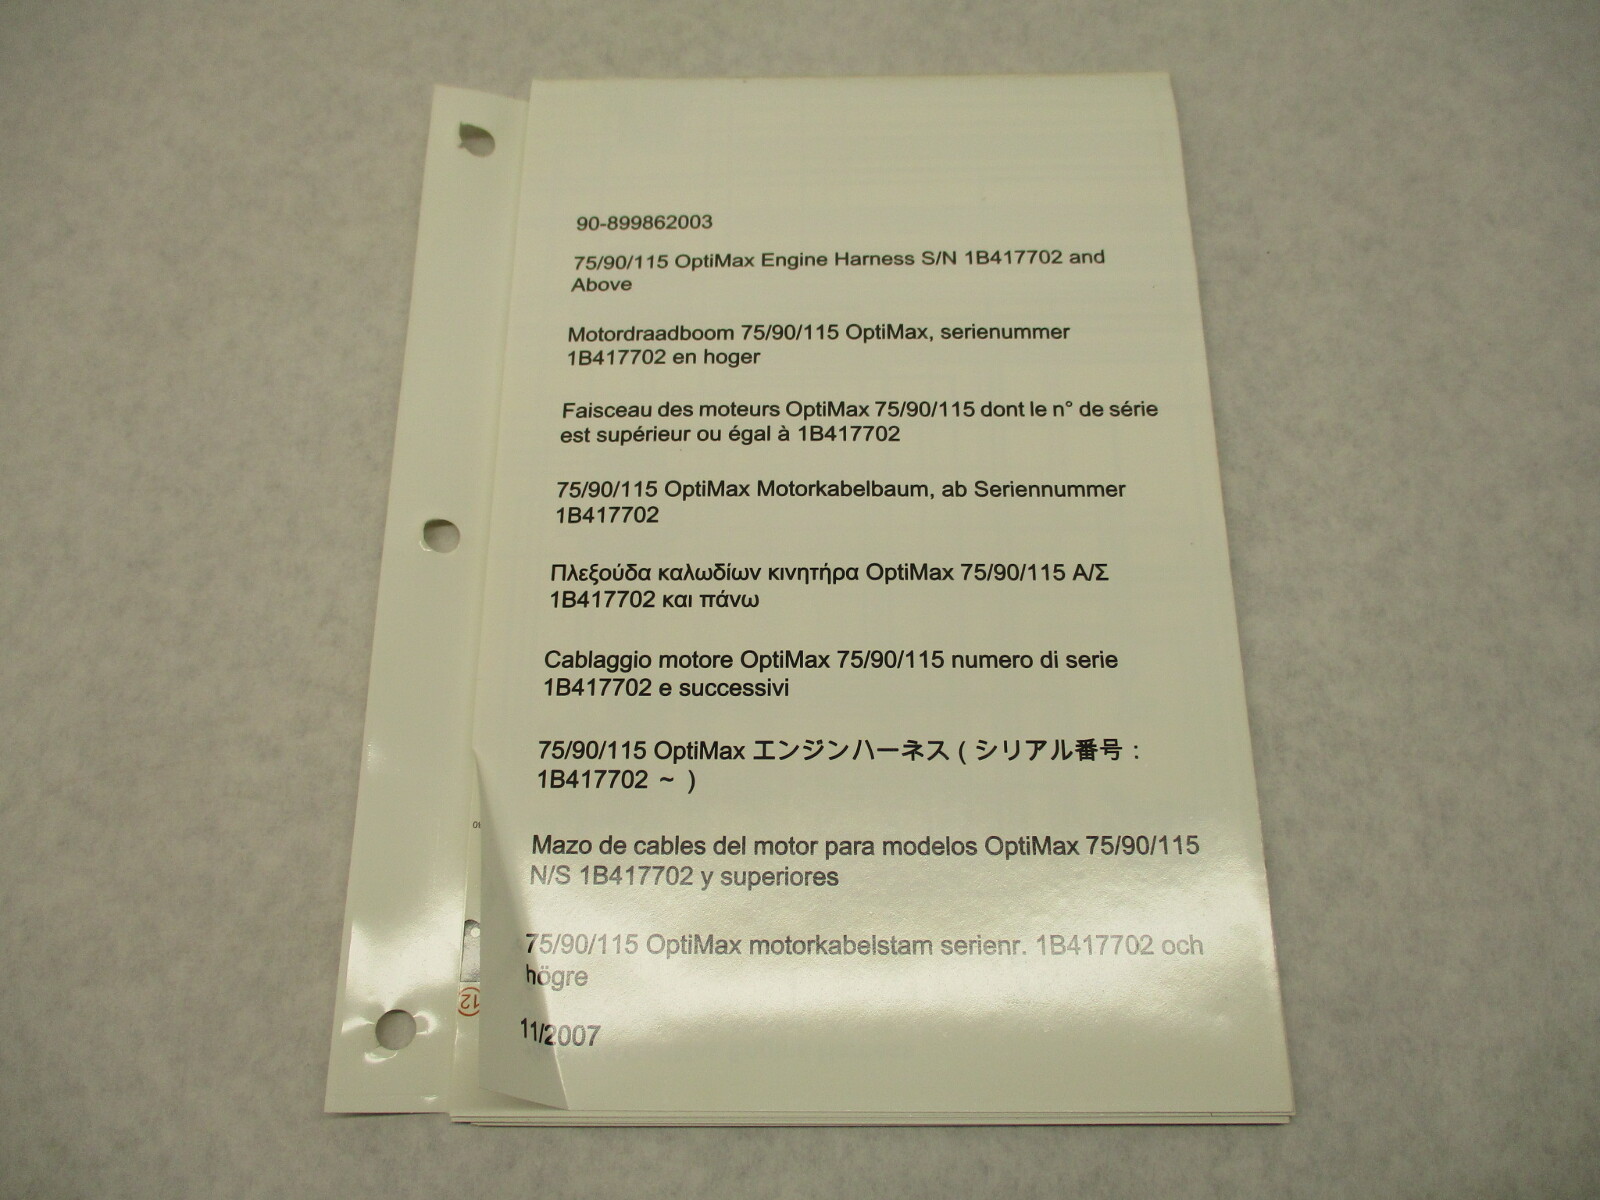 90-899862003
75/90/115 OptiMax Engine Harness S/N 1B417702 and
Above
Motordraadboom 75/90/115 OptiMax, serienummer
1B417702 en hoger
Faisceau des moteurs OptiMax 75/90/115 dont le n° de série
est supérieur ou égal à 1B417702
75/90/115 OptiMax Motorkabelbaum, ab Seriennummer
1B417702
Πλεξούδα καλωδίων κινητήρα OptiMax 75/90/115 Α/Σ
1B417702 και πάνω
Cablaggio motore OptiMax 75/90/115 numero di serie
1B417702 e successivi
75/90/115 OptiMax エンジンハーネス ( シリアル番号 :
1B417702 ~ )
Mazo de cables del motor para modelos OptiMax 75/90/115
N/S 1B417702 y superiores
75/90/115 OptiMax motorkabelstam serienr. 1B417702 och
högre
11/2007
12